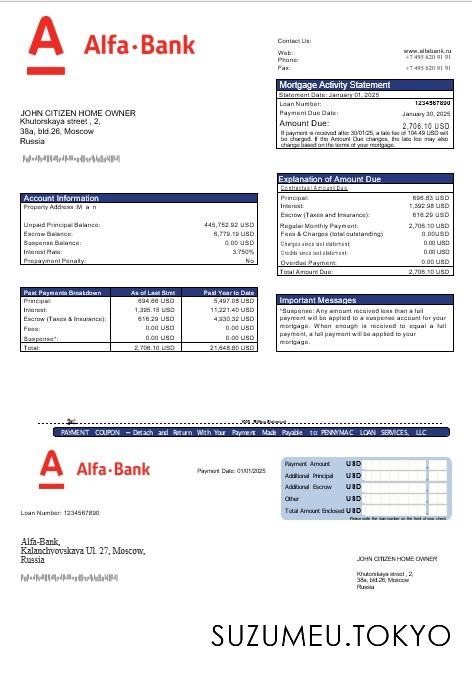 Alfa·Bank
Contact Us:
Web: www.alfabank.ru
Phone: +7 495 620 91 91
Fax: +7 495 620 91 91
Mortgage Activity Statement
Statement Date: January 01, 2025
Loan Number: 1234567890
Payment Due Date: January 30, 2025
Amount Due: 2,706.10 USD
If payment is received after 30/01/25, a late fee of 104.49 USD will
be charged. If the Amount Due changes, the late fee may also
change based on the terms of your mortgage.
JOHN CITIZEN HOME OWNER
Khutorskaya street , 2,
38a, bld.26, Moscow
Russia
Explanation of Amount Due
Contractual Amount Due
Principal: 696.83 USD
Interest: 1,392.98 USD
Escrow (Taxes and Insurance): 616.29 USD
Regular Monthly Payment: 2,706.10 USD
Fees & Charges (total outstanding) 0.00USD
Charges since last statement: 0.00 USD
Credits since last statement: 0.00 USD
Overdue Payment: 0.00 USD
Total Amount Due: 2,706.10 USD
Account Information
Property Address M a n
Unpaid Principal Balance: 445,752.92 USD
Escrow Balance: 6,779.19 USD
Suspense Balance: 0.00 USD
Interest Rate: 3.750%
Prepayment Penalty: No
Past Payments Breakdown As of Last Stmt Paid Year to Date
Principal: 694.66 USD 5,497.08 USD
Interest: 1,395.15 USD 11,221.40 USD
Escrow (Taxes & Insurance): 616.29 USD 4,930.32 USD
Fees: 0.00 USD 0.00 USD
Suspense*: 0.00 USD 0.00 USD
Total: 2,706.10 USD 21,648.80 USD
Important Messages
*Suspense: Any amount received less than a full
payment will be applied to a suspense account for your
mortgage. When enough is received to equal a full
payment, a full payment will be applied to your
mortgage.
PAYMENT COUPON – Detach and Return With Your Payment Made Payable to: PENNYMAC LOAN SERVICES, LLC
Alfa·Bank
Payment Date: 01/01/2025
Loan Number: 1234567890
Payment Amount USD
Additional Principal USD
Additional Escrow USD
Other USD
Total Amount Enclosed USD
Please write the loan number on the front of your check
Alfa-Bank,
Kalanchyovskaya Ul. 27, Moscow,
Russia
JOHN CITIZEN HOME OWNER
Khutorskaya street , 2,
38a, bld.26, Moscow
Russia
SUZUMEU.TOKYO